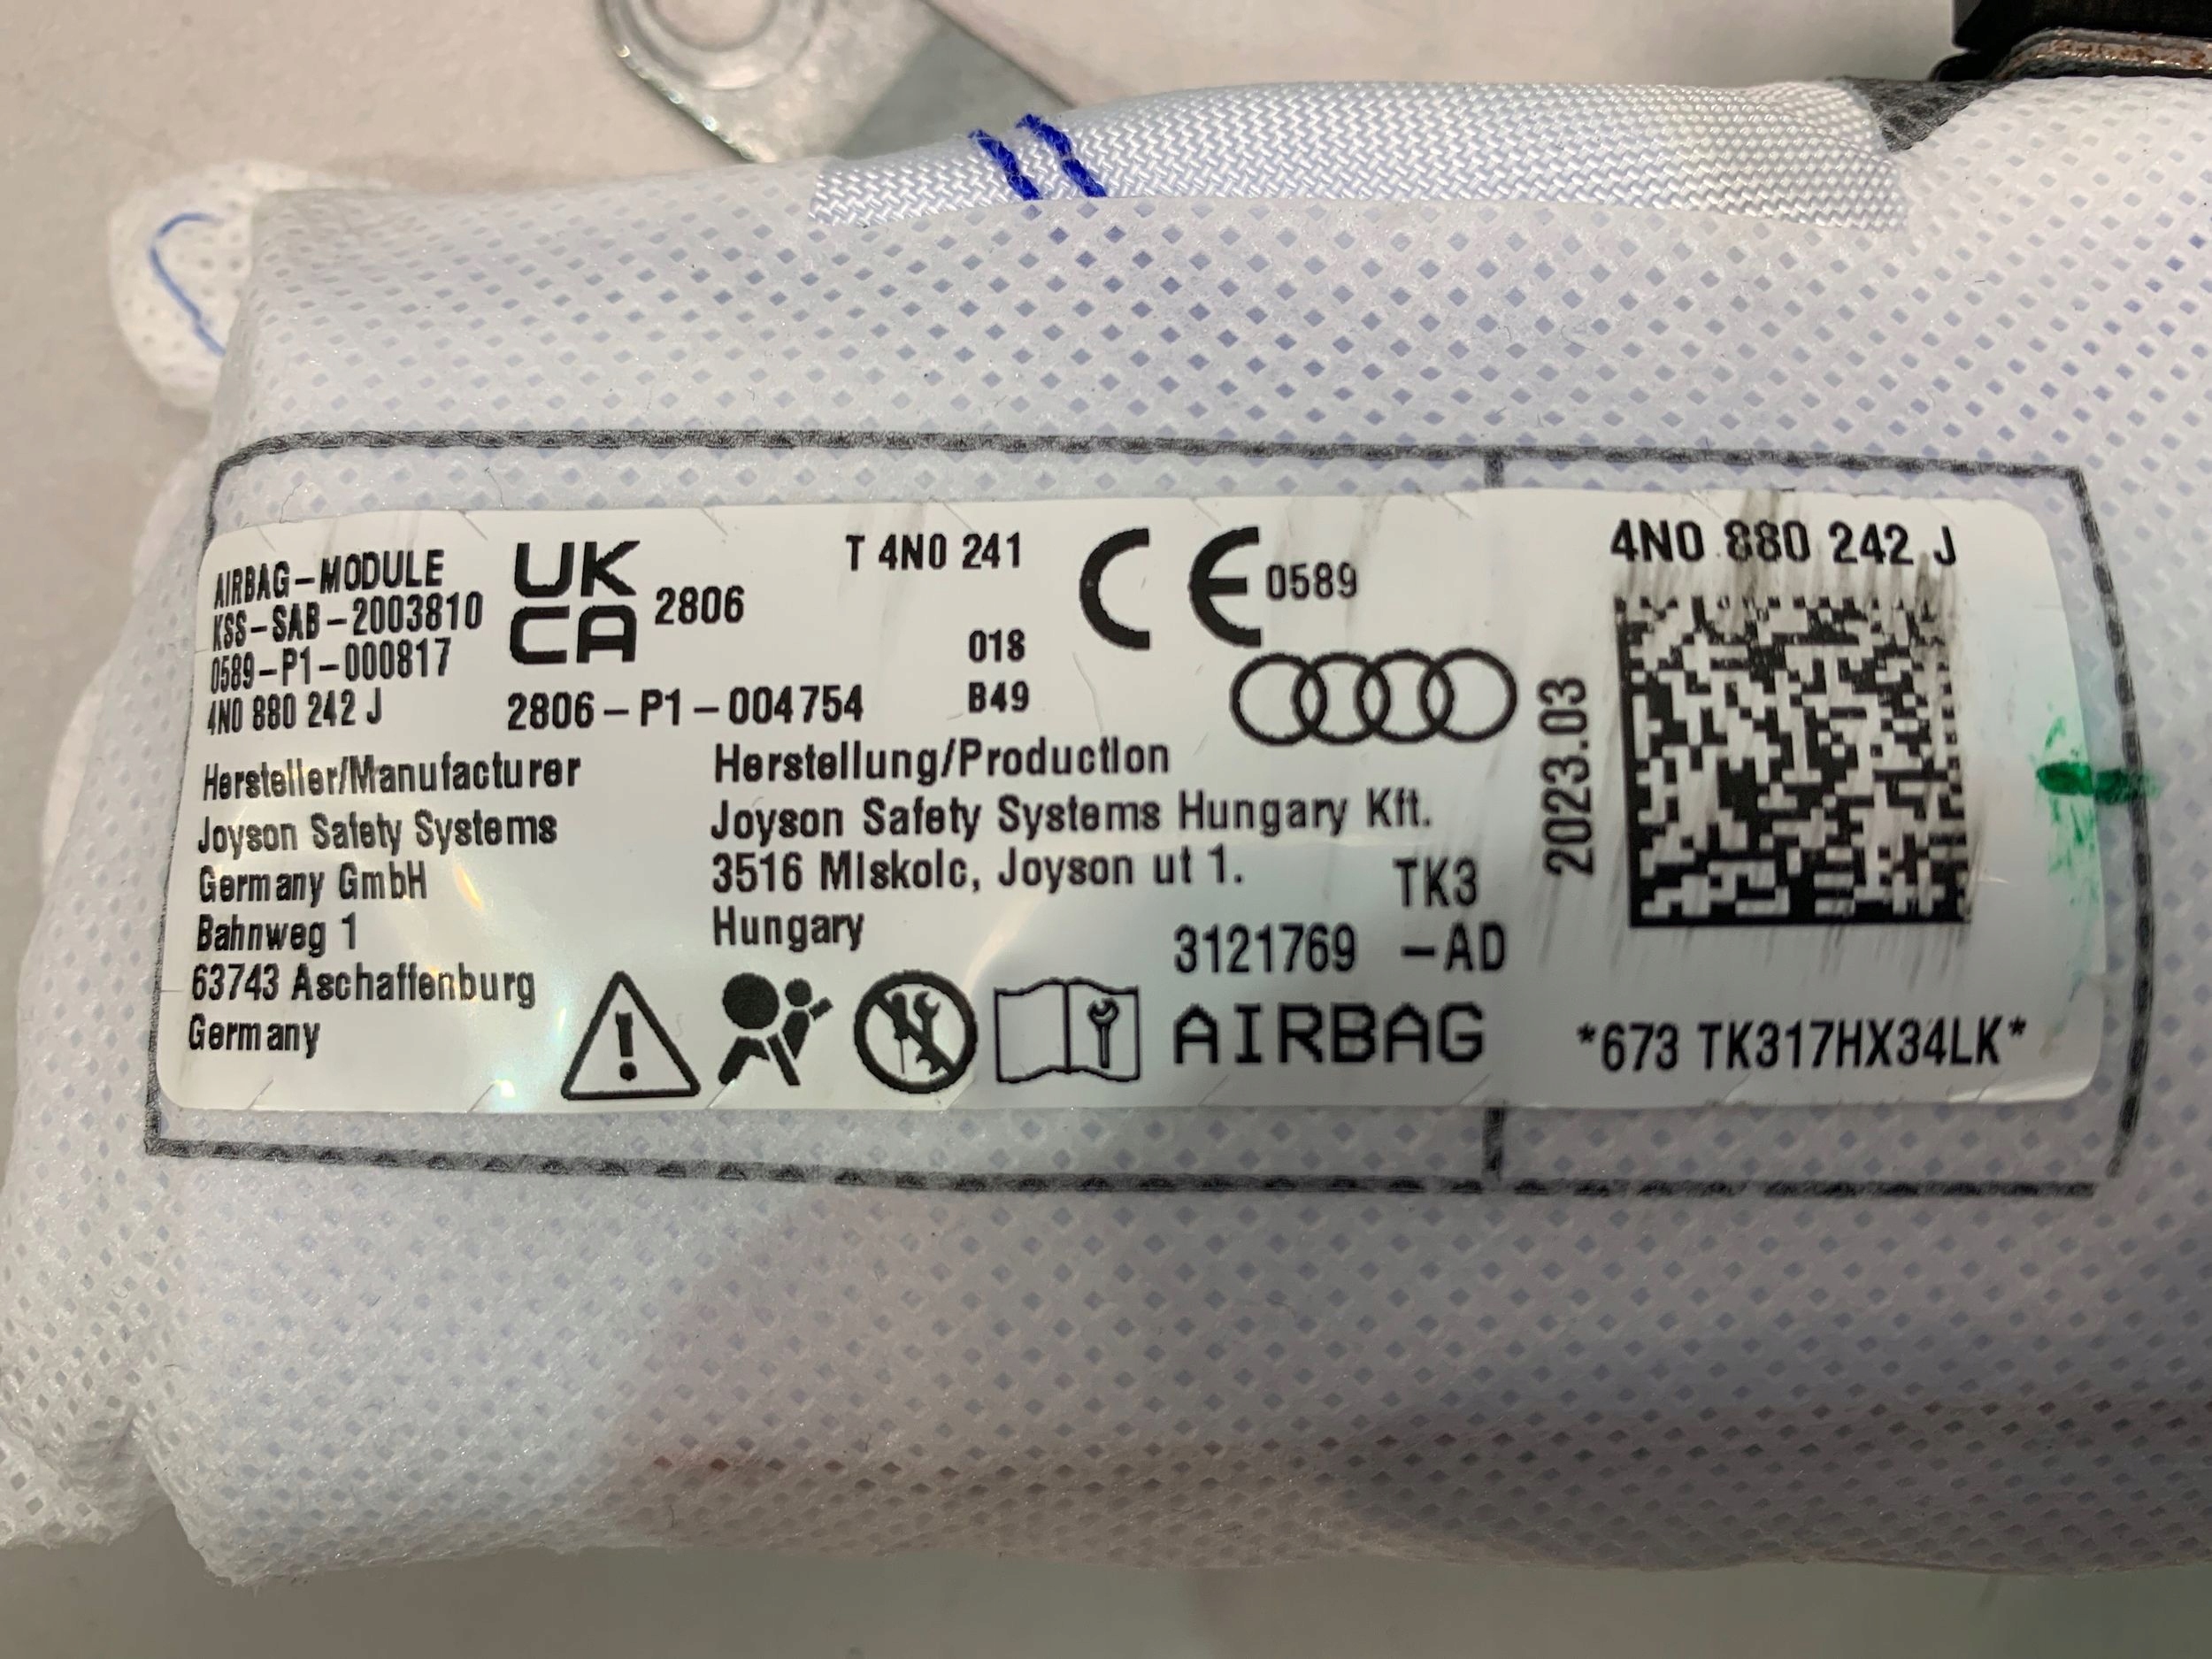 AIRBAG-MODULE
KSS-SAB-2003810
0589-P1-000817
4N0 880 242 J
UK
CA 2806
2806-P1-004754
T 4N0 241
018
B49
CE 0589
Hersteller/Manufacturer
Joyson Safety Systems
Germany GmbH
Bahnweg 1
63743 Aschaffenburg
Germany
Herstellung/Production
Joyson Safety Systems Hungary Kft.
3516 Miskolc, Joyson ut 1.
Hungary
TK3
3121769 -AD
AIRBAG
2023.03
4N0 880 242 J
*673 TK317HX34LK*